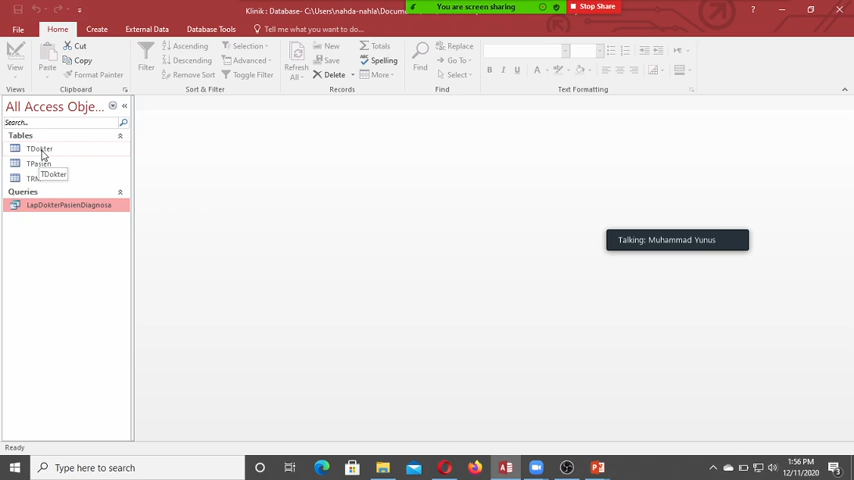 Klinik : Database- C:\Users\nahda-nahla\Docume
You are screen sharing
Stop Share
File
Home
Create
External Data
Database Tools
Tell me what you want to do...
View
Views
Paste
Cut
Copy
Format Painter
Clipboard
Filter
Ascending
Descending
Remove Sort
Selection
Advanced
Toggle Filter
Sort & Filter
Refresh All
New
Save
Delete
Totals
Spelling
More
Records
Find
Replace
Go To
Select
Find
B I U A
Text Formatting
All Access Obje...
Search...
Tables
TDokter
TPasien
TDokter
Queries
LapDokterPasienDiagnosa
Talking: Muhammad Yunus
Ready
Type here to search
1:56 PM
12/11/2020
3